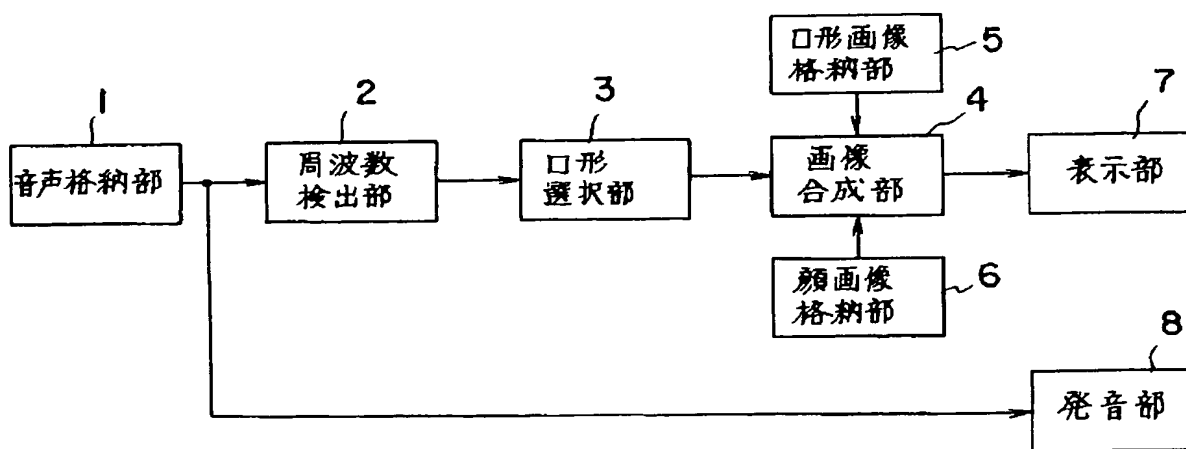 1
音声格納部
2
周波数
検出部
3
口形
選択部
5
口形画像
格納部
4
画像
合成部
6
顔画像
格納部
7
表示部
8
発音部